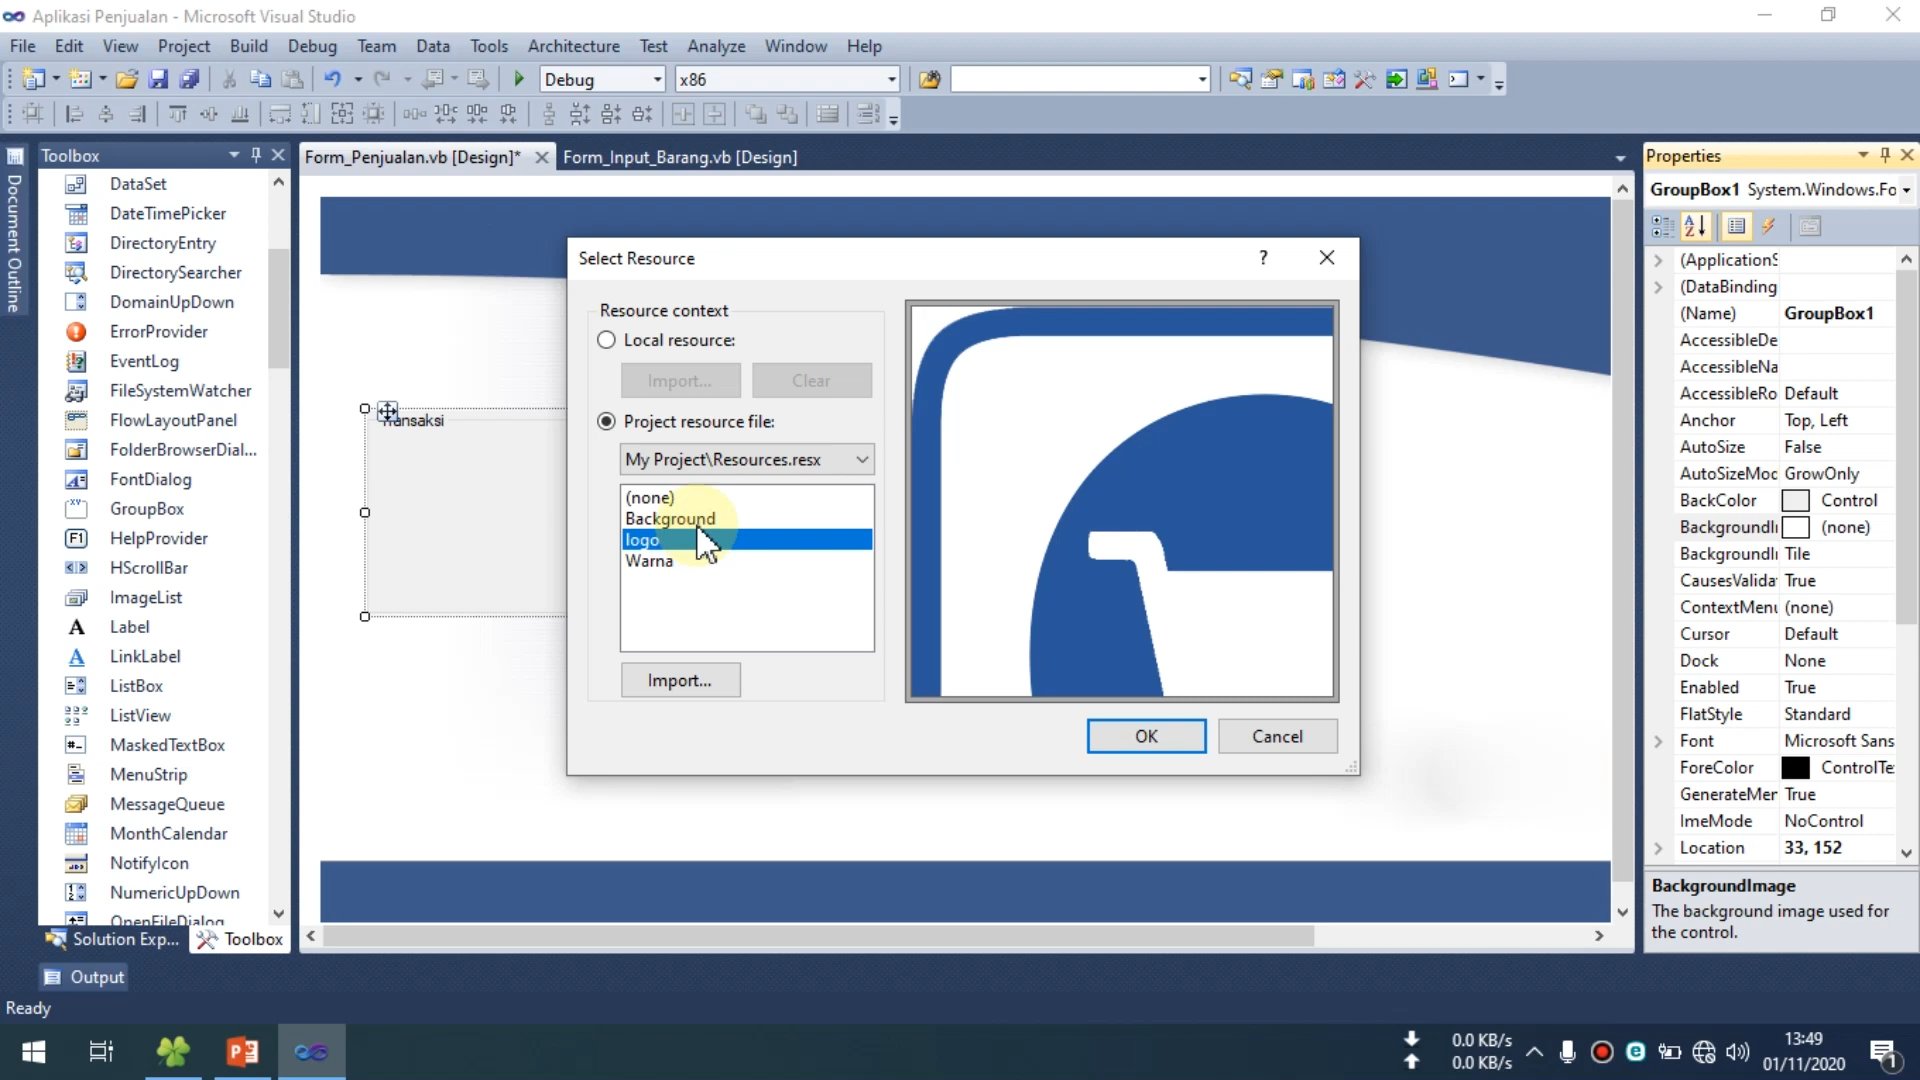 Aplikasi Penjualan - Microsoft Visual Studio
File Edit View Project Build Debug Team Data Tools Architecture Test Analyze Window Help
Debug x86
Document Outline
Toolbox
DataSet
DateTimePicker
DirectoryEntry
DirectorySearcher
DomainUpDown
ErrorProvider
EventLog
FileSystemWatcher
FlowLayoutPanel
FolderBrowserDial...
FontDialog
GroupBox
HelpProvider
HScrollBar
ImageList
Label
LinkLabel
ListBox
ListView
MaskedTextBox
MenuStrip
MessageQueue
MonthCalendar
NotifyIcon
NumericUpDown
OpenFileDialog
Solution Exp... Toolbox
Output
Ready
Form_Penjualan.vb [Design]* Form_Input_Barang.vb [Design]
Transaksi
Select Resource
?
Resource context
Local resource:
Import... Clear
Project resource file:
My Project\Resources.resx
(none)
Background
logo
Warna
Import...
OK Cancel
Properties
GroupBox1 System.Windows.Fo
(ApplicationS
(DataBinding
(Name) GroupBox1
AccessibleDe
AccessibleNa
AccessibleRo Default
Anchor Top, Left
AutoSize False
AutoSizeMod GrowOnly
BackColor Control
BackgroundIm (none)
BackgroundIm Tile
CausesValida True
ContextMenu (none)
Cursor Default
Dock None
Enabled True
FlatStyle Standard
Font Microsoft Sans
ForeColor ControlTe
GenerateMem True
ImeMode NoControl
Location 33, 152
BackgroundImage
The background image used for
the control.
0.0 KB/s
0.0 KB/s
13:49
01/11/2020
1